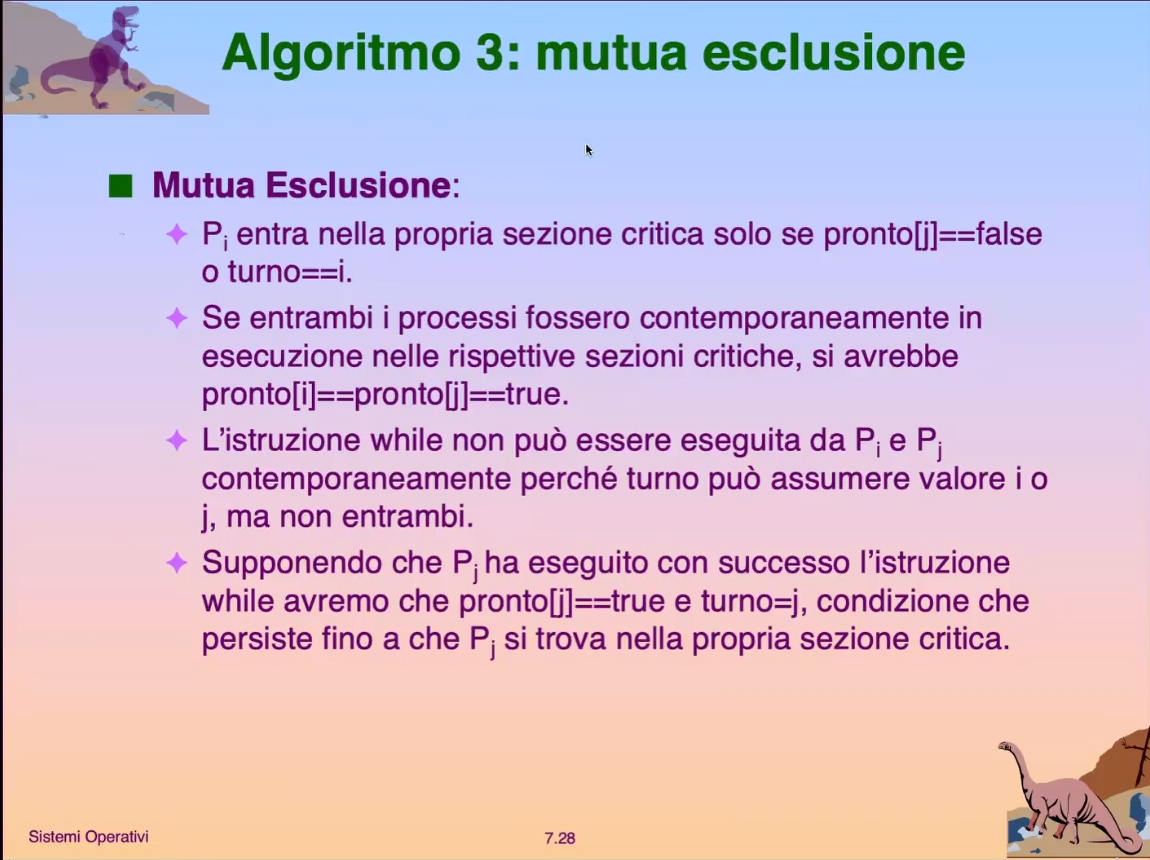 Algoritmo 3: mutua esclusione
Mutua Esclusione:
Pi entra nella propria sezione critica solo se pronto[j]==false
o turno==i.
Se entrambi i processi fossero contemporaneamente in
esecuzione nelle rispettive sezioni critiche, si avrebbe
pronto[i]==pronto[j]==true.
L'istruzione while non può essere eseguita da Pi e Pj
contemporaneamente perché turno può assumere valore i o
j, ma non entrambi.
Supponendo che Pj ha eseguito con successo l'istruzione
while avremo che pronto[j]==true e turno=j, condizione che
persiste fino a che Pj si trova nella propria sezione critica.
Sistemi Operativi
7.28